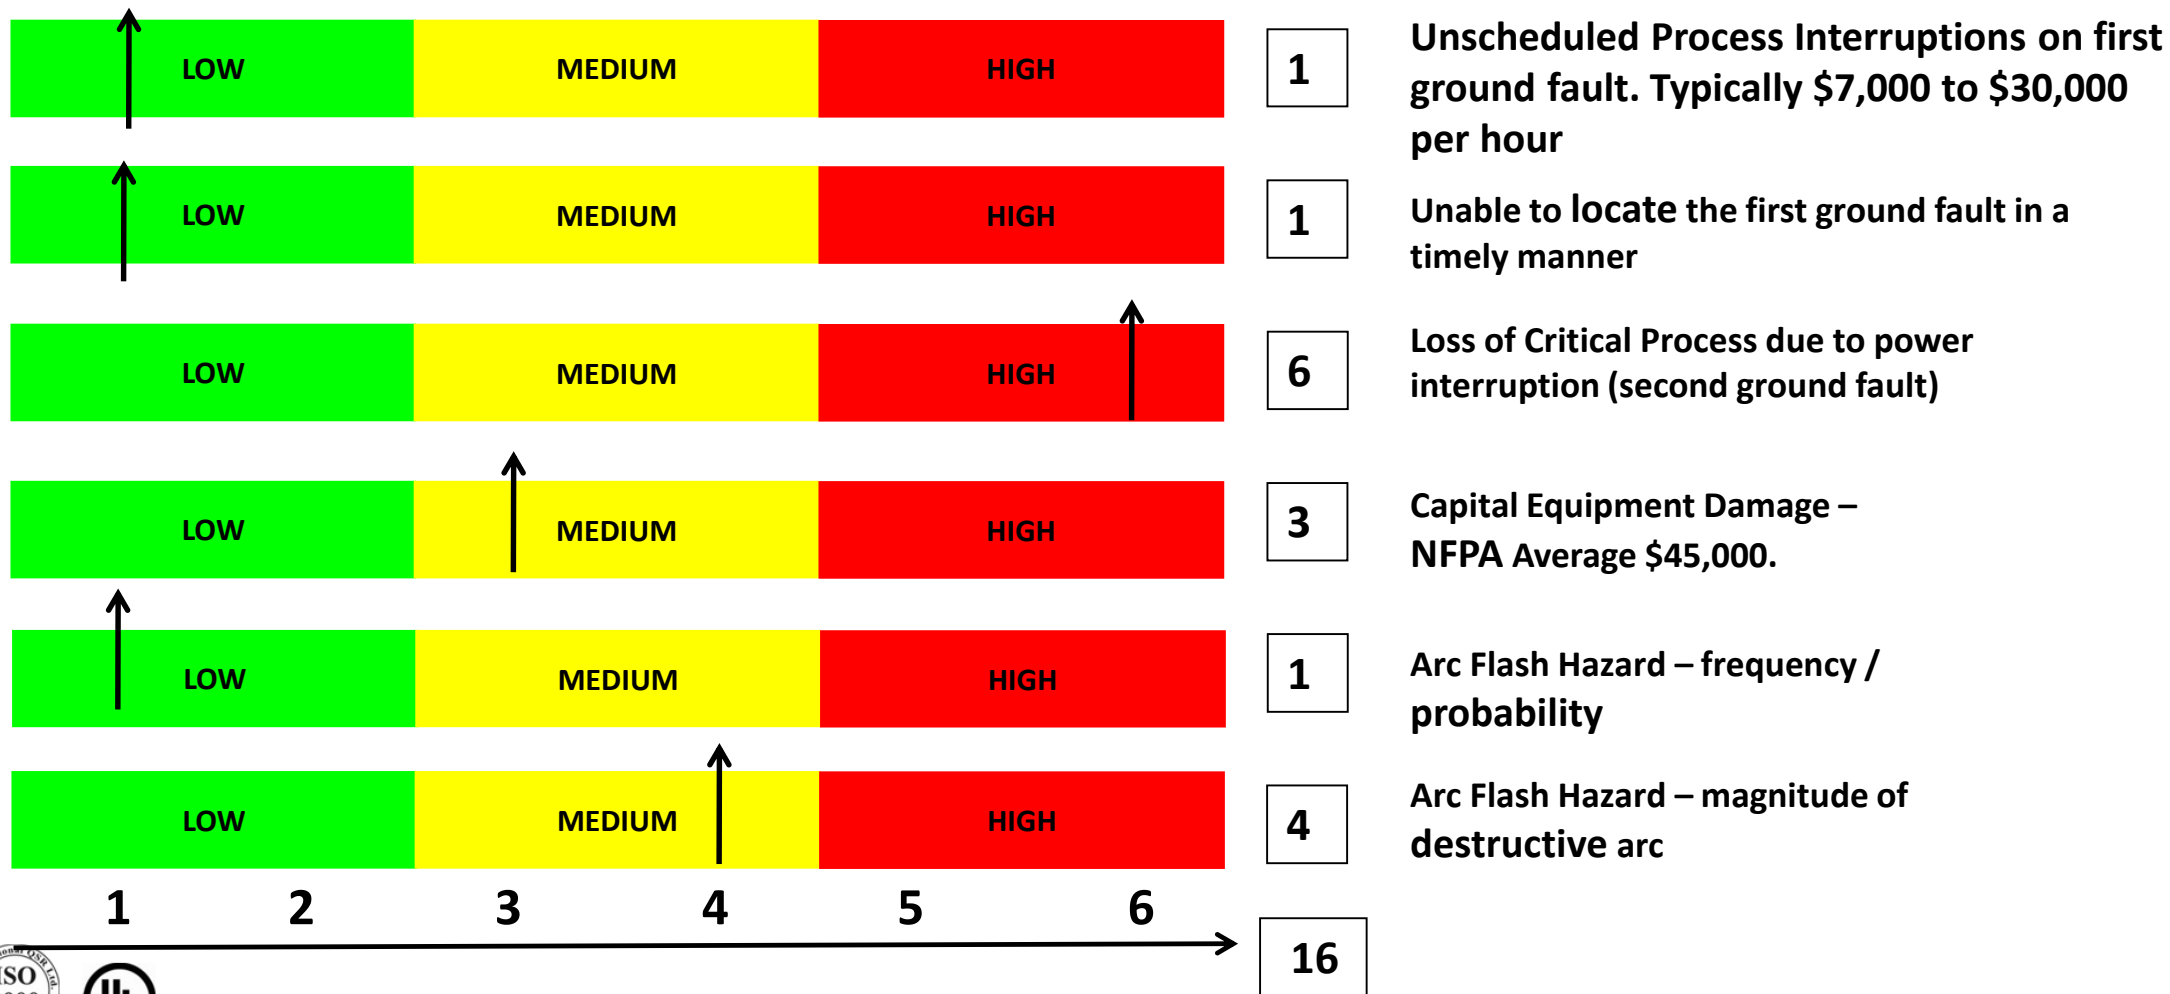 LOW MEDIUM HIGH 1
Unscheduled Process Interruptions on first
ground fault. Typically $7,000 to $30,000
per hour
LOW MEDIUM HIGH 1
Unable to locate the first ground fault in a
timely manner
LOW MEDIUM HIGH 6
Loss of Critical Process due to power
interruption (second ground fault)
LOW MEDIUM HIGH 3
Capital Equipment Damage –
NFPA Average $45,000.
LOW MEDIUM HIGH 1
Arc Flash Hazard – frequency /
probability
LOW MEDIUM HIGH 4
Arc Flash Hazard – magnitude of
destructive arc
1 2 3 4 5 6
16
QSR Ltd.
ISO